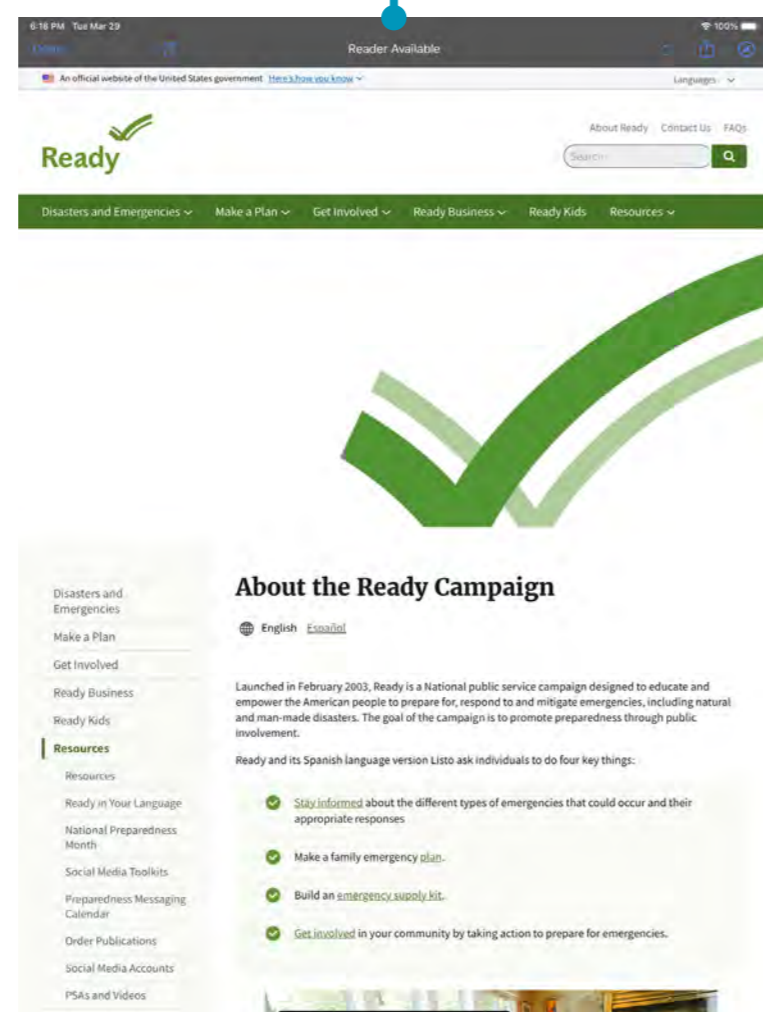 6:18 PM Tue Mar 29
100%
Reader Available
An official website of the United States government Here's how you know
Languages
Ready
About Ready Contact Us FAQs
Search
Disasters and Emergencies Make a Plan Get Involved Ready Business Ready Kids Resources
About the Ready Campaign
English Español
Launched in February 2003, Ready is a National public service campaign designed to educate and
empower the American people to prepare for, respond to and mitigate emergencies, including natural
and man-made disasters. The goal of the campaign is to promote preparedness through public
involvement.
Ready and its Spanish language version Listo ask individuals to do four key things:
Stay informed about the different types of emergencies that could occur and their
appropriate responses
Make a family emergency plan.
Build an emergency supply kit.
Get involved in your community by taking action to prepare for emergencies.
Disasters and
Emergencies
Make a Plan
Get Involved
Ready Business
Ready Kids
Resources
Resources
Ready in Your Language
National Preparedness
Month
Social Media Toolkits
Preparedness Messaging
Calendar
Order Publications
Social Media Accounts
PSAs and Videos